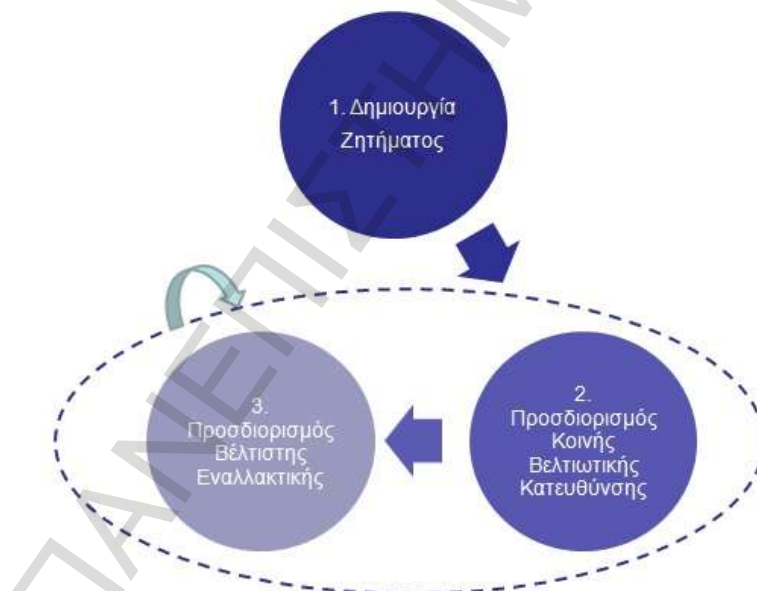 1. Δημιουργία
Ζητήματος
2.
Προσδιορισμός
Κοινής
Βελτιωτικής
Κατευθύνσης
3.
Προσδιορισμός
Βέλτιστης
Εναλλακτικής